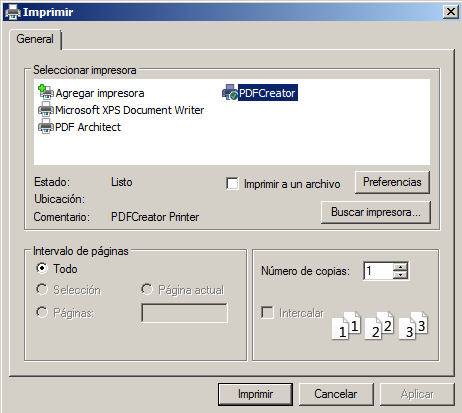 Imprimir
General
Seleccionar impresora
Agregar impresora
PDFCreator
Microsoft XPS Document Writer
PDF Architect
Estado: Listo
Imprimir a un archivo
Preferencias
Ubicación:
Comentario: PDFCreator Printer
Buscar impresora...
Intervalo de páginas
Todo
Selección
Página actual
Páginas:
Número de copias: 1
Intercalar
1 1 2 2 3 3
Imprimir
Cancelar
Aplicar